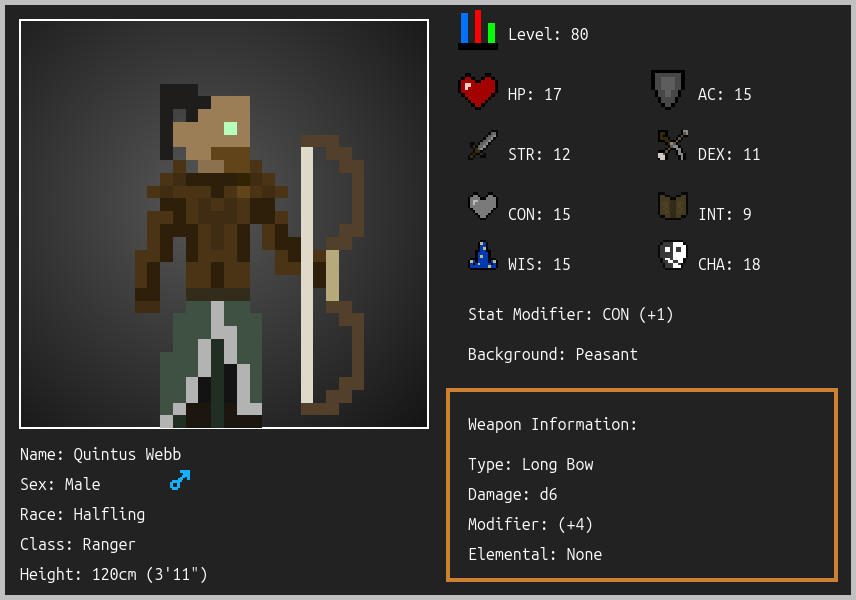 Level: 80
HP: 17
AC: 15
STR: 12
DEX: 11
CON: 15
INT: 9
WIS: 15
CHA: 18
Stat Modifier: CON (+1)
Background: Peasant
Weapon Information:
Type: Long Bow
Damage: d6
Modifier: (+4)
Elemental: None
Name: Quintus Webb
Sex: Male
Race: Halfling
Class: Ranger
Height: 120cm (3'11")